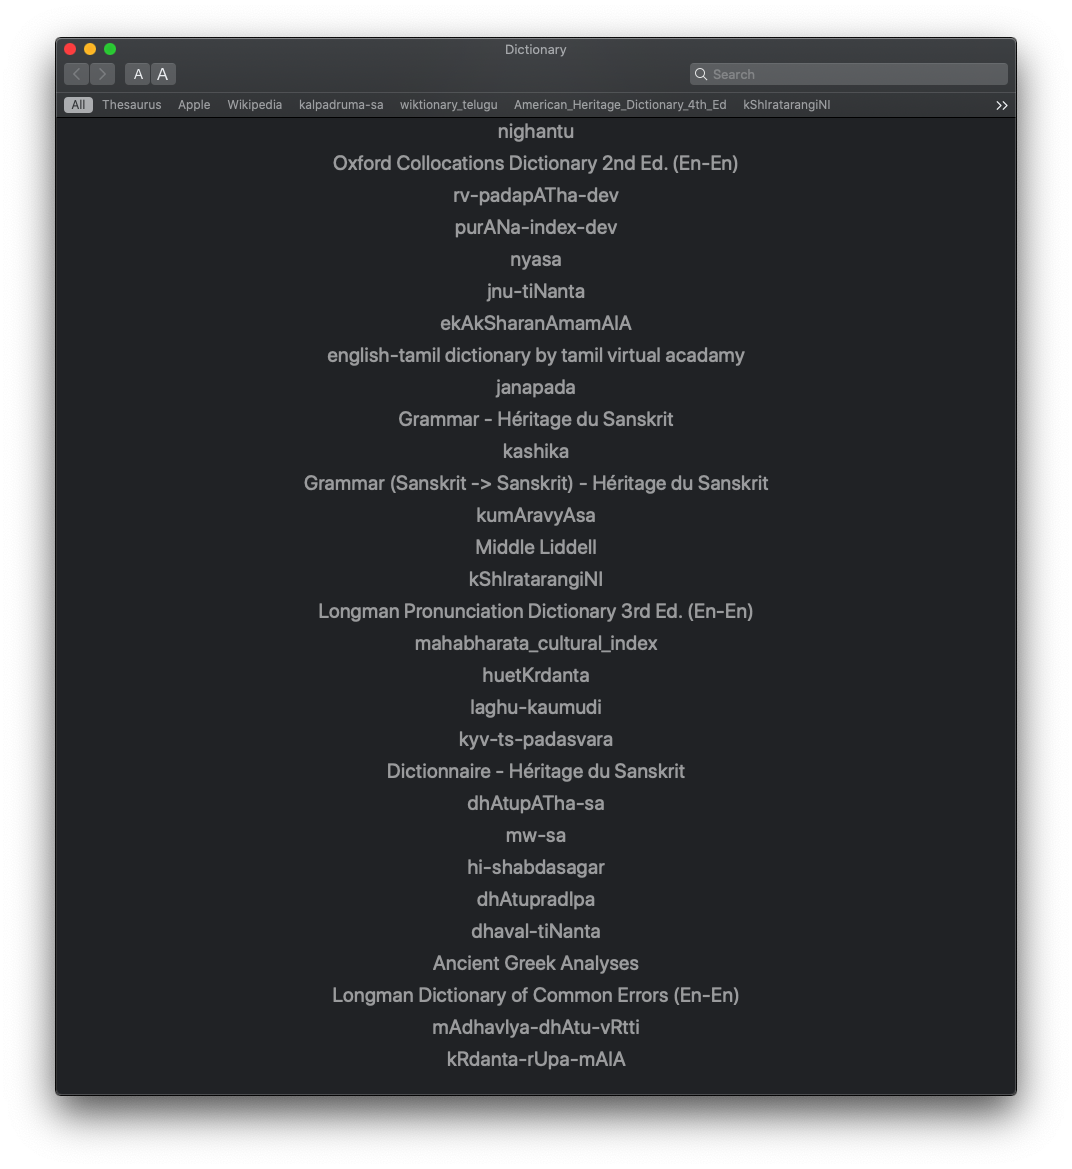 Dictionary
A A Search
All Thesaurus Apple Wikipedia kalpadruma-sa wiktionary_telugu American_Heritage_Dictionary_4th_Ed kShIratarangiNI
nighantu
Oxford Collocations Dictionary 2nd Ed. (En-En)
rv-padapATha-dev
purANa-index-dev
nyasa
jnu-tiNanta
ekAkSharanAmamAlA
english-tamil dictionary by tamil virtual acadamy
janapada
Grammar - Héritage du Sanskrit
kashika
Grammar (Sanskrit -> Sanskrit) - Héritage du Sanskrit
kumAravyAsa
Middle Liddell
kShIratarangiNI
Longman Pronunciation Dictionary 3rd Ed. (En-En)
mahabharata_cultural_index
huetKrdanta
laghu-kaumudi
kyv-ts-padasvara
Dictionnaire - Héritage du Sanskrit
dhAtupATha-sa
mw-sa
hi-shabdasagar
dhAtupradIpa
dhaval-tiNanta
Ancient Greek Analyses
Longman Dictionary of Common Errors (En-En)
mAdhavIya-dhAtu-vRtti
kRdanta-rUpa-mAlA